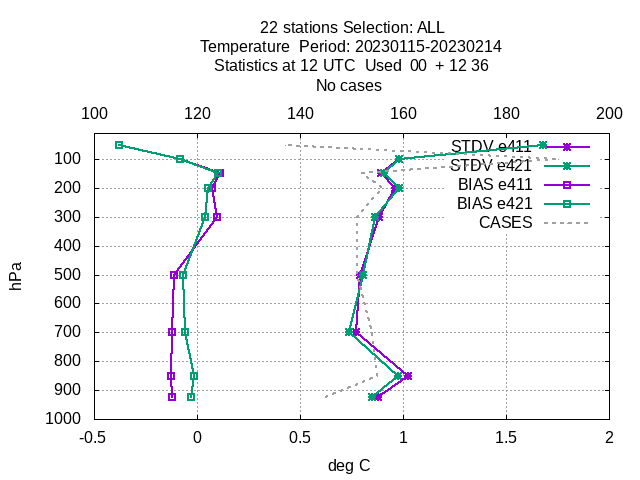 22 stations Selection: ALL
Temperature  Period: 20230115-20230214
Statistics at 12 UTC  Used  00  + 12 36
No cases
100 120 140 160 180 200
STDV e411
STDV e421
BIAS e411
BIAS e421
CASES
hPa
100
200
300
400
500
600
700
800
900
1000
-0.5 0 0.5 1 1.5 2
deg C